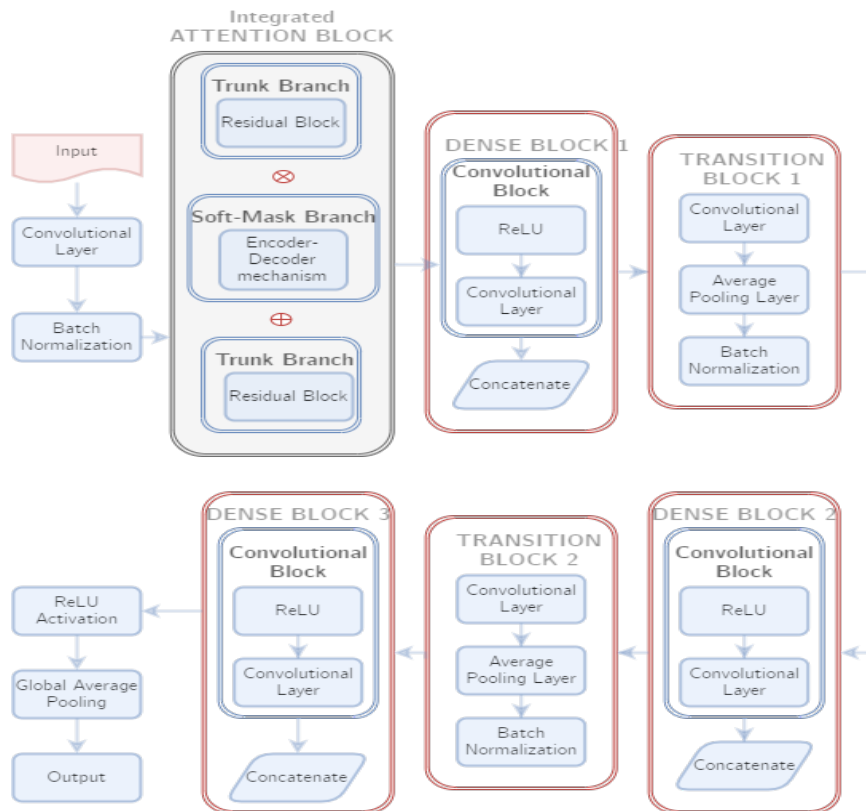 Integrated
ATTENTION BLOCK
Trunk Branch
Residual Block
Soft-Mask Branch
Encoder-
Decoder
mechanism
Trunk Branch
Residual Block
Input
Convolutional
Layer
Batch
Normalization
DENSE BLOCK 1
Convolutional
Block
ReLU
Convolutional
Layer
Concatenate
TRANSITION
BLOCK 1
Convolutional
Layer
Average
Pooling Layer
Batch
Normalization
DENSE BLOCK 2
Convolutional
Block
ReLU
Convolutional
Layer
Concatenate
TRANSITION
BLOCK 2
Convolutional
Layer
Average
Pooling Layer
Batch
Normalization
DENSE BLOCK 3
Convolutional
Block
ReLU
Convolutional
Layer
Concatenate
ReLU
Activation
Global Average
Pooling
Output